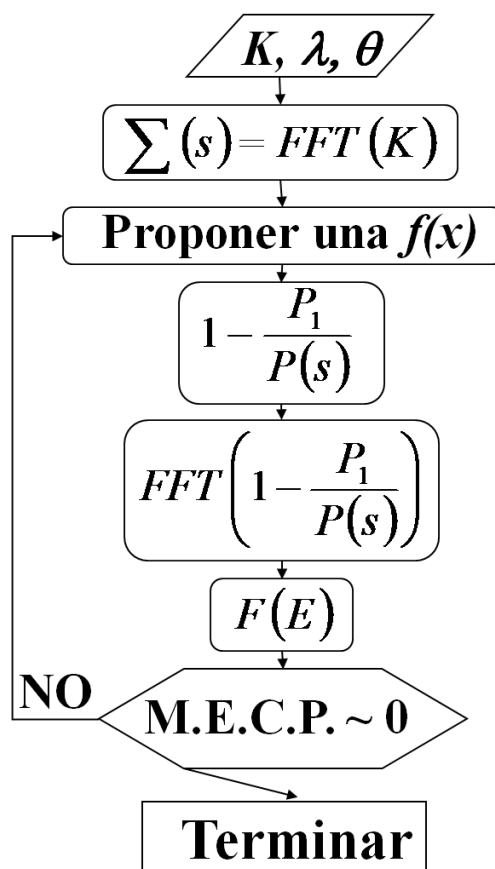 K, λ, θ
∑(s) = FFT(K)
Proponer una f(x)
1 − P₁/P(s)
FFT(1 − P₁/P(s))
F(E)
NO
M.E.C.P. ~ 0
Terminar